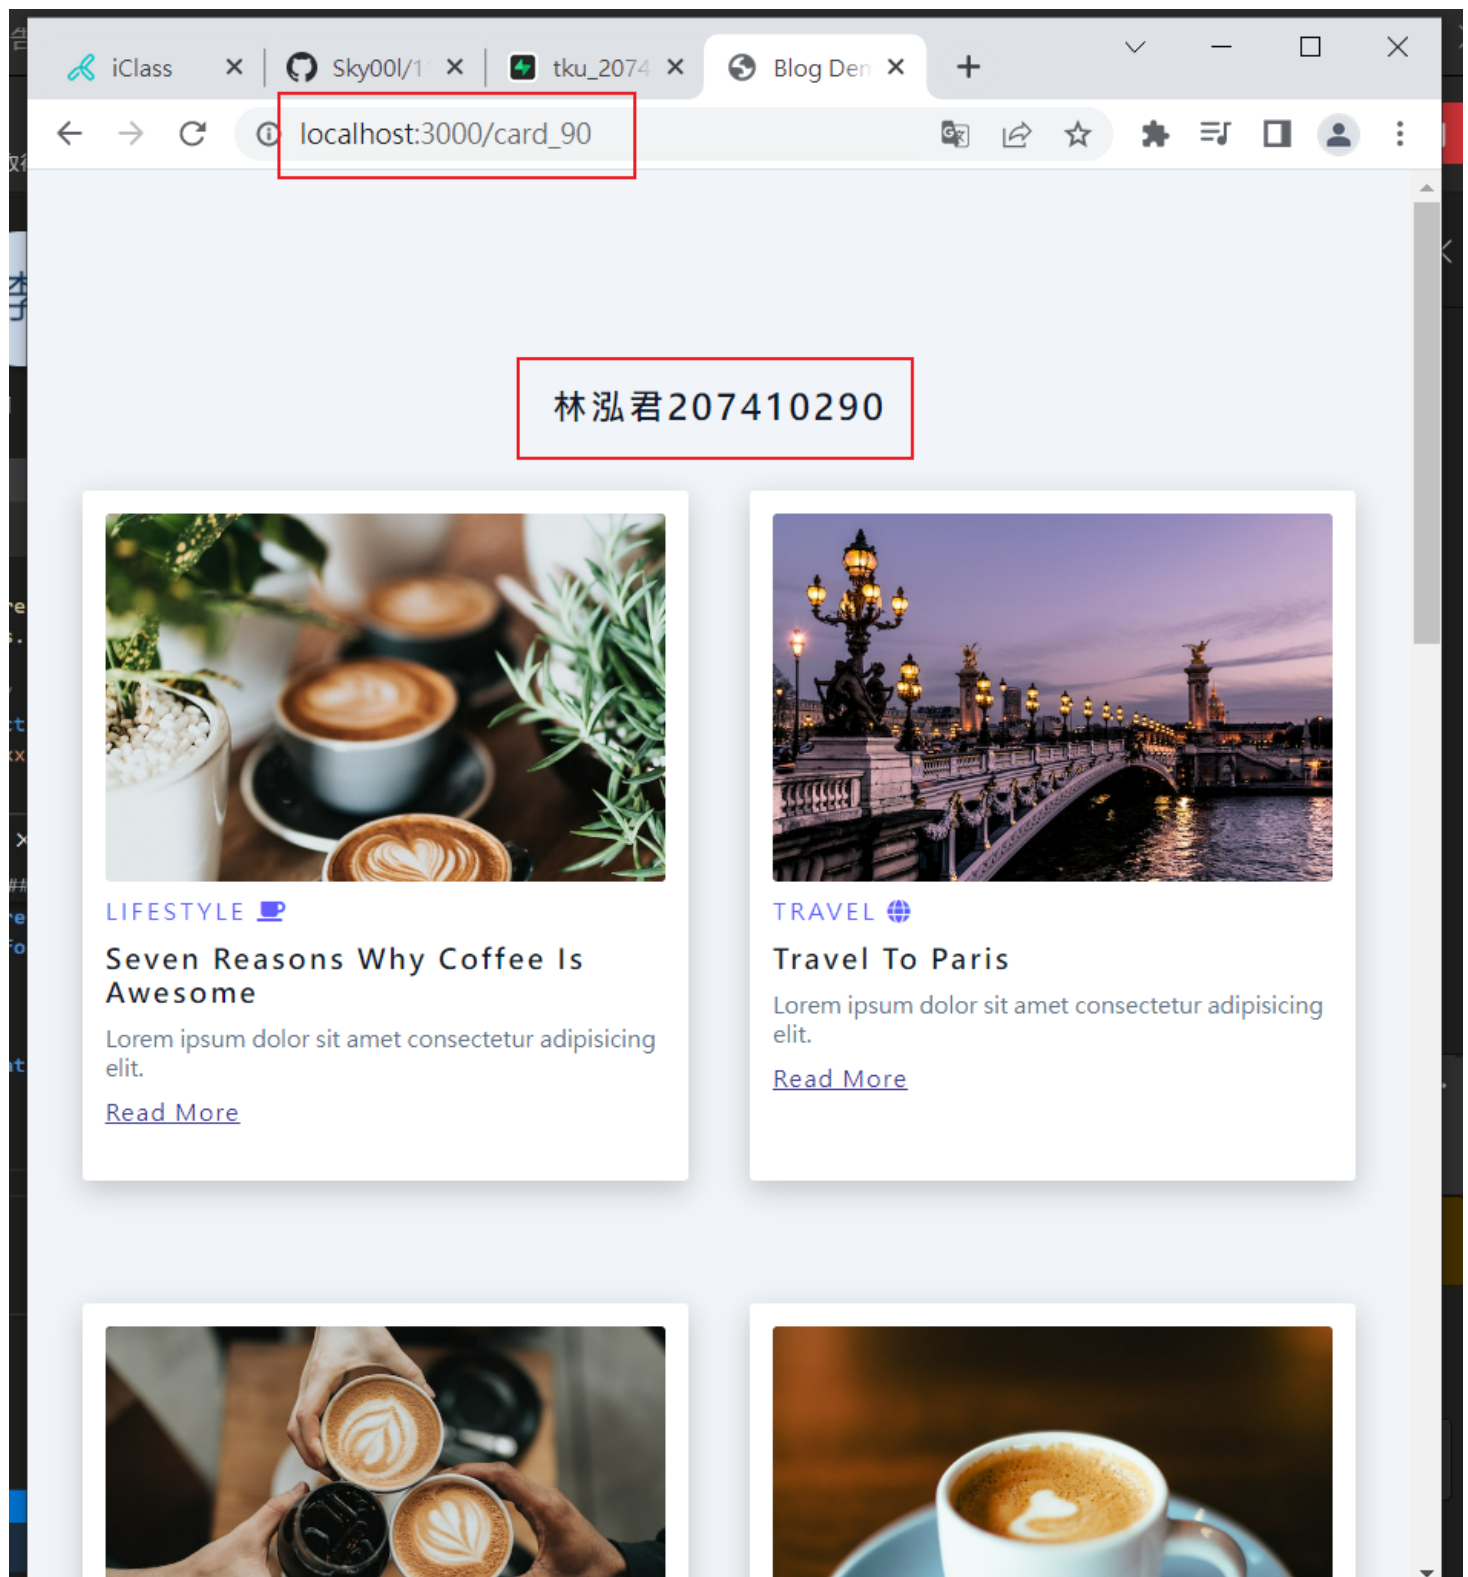 iClass
Sky00l/1
tku_2074
Blog Den
localhost:3000/card_90
林泓君207410290
LIFESTYLE
Seven Reasons Why Coffee Is
Awesome
Lorem ipsum dolor sit amet consectetur adipisicing
elit.
Read More
TRAVEL
Travel To Paris
Lorem ipsum dolor sit amet consectetur adipisicing
elit.
Read More